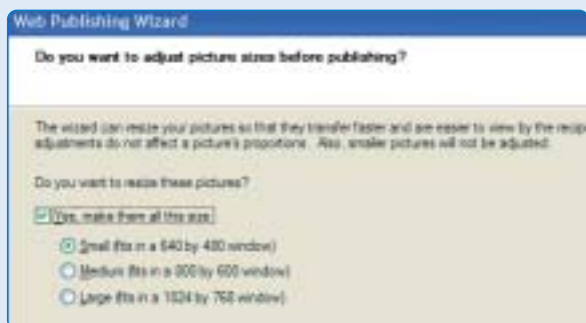 Web Publishing Wizard
Do you want to adjust picture sizes before publishing?
The wizard can resize your pictures so that they transfer faster and are easier to view by the recip
adjustments do not affect a picture's proportions. Also, smaller pictures will not be adjusted.
Do you want to resize these pictures?
Yes, make them all this size:
Small (fits in a 640 by 480 window)
Medium (fits in a 800 by 600 window)
Large (fits in a 1024 by 768 window)